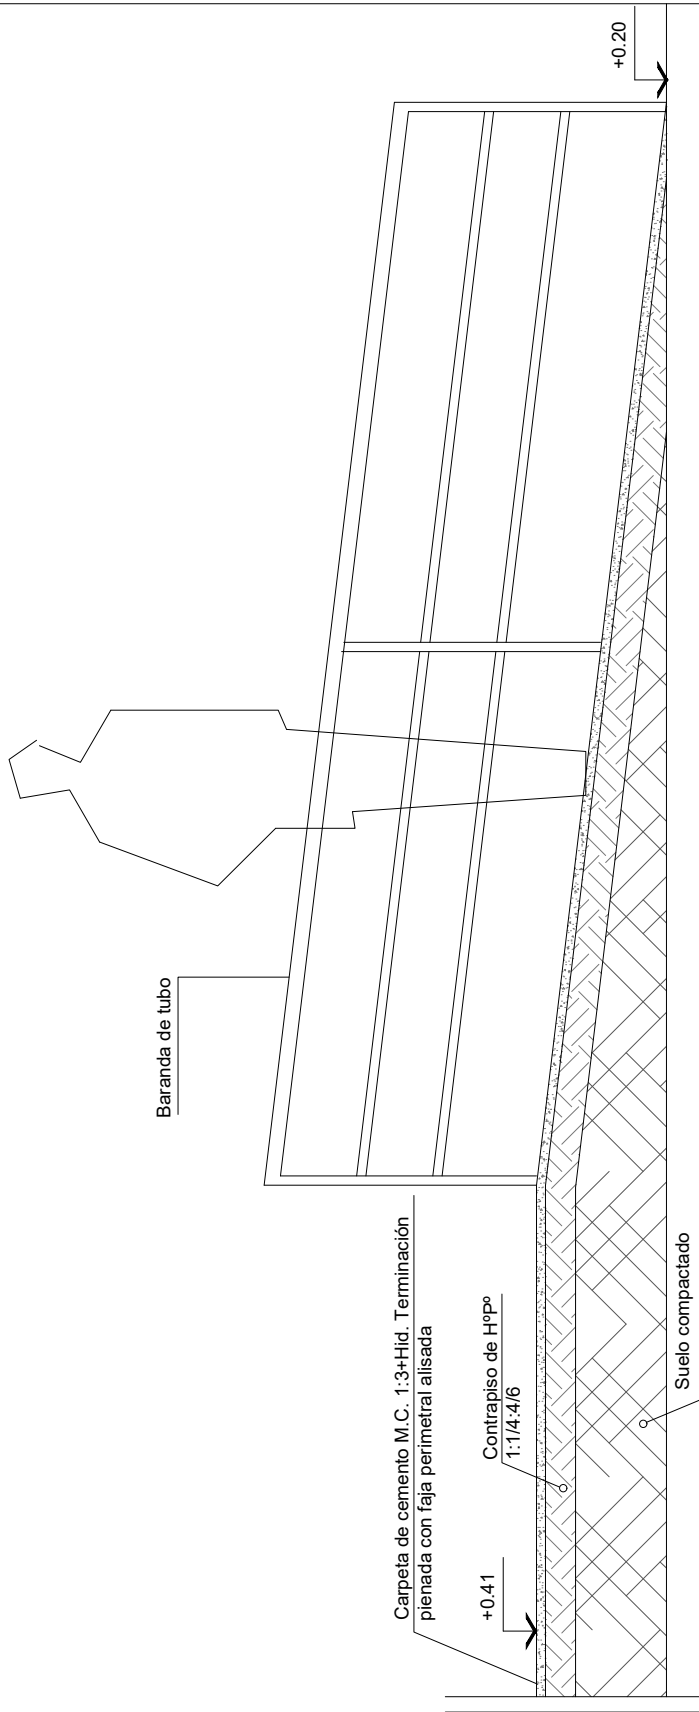 +0.20
Baranda de tubo
Carpeta de cemento M.C. 1:3+Hid. Terminación
pienada con faja perimetral alisada
Contrapiso de HºPº
1:1/4:4/6
+0.41
Suelo compactado